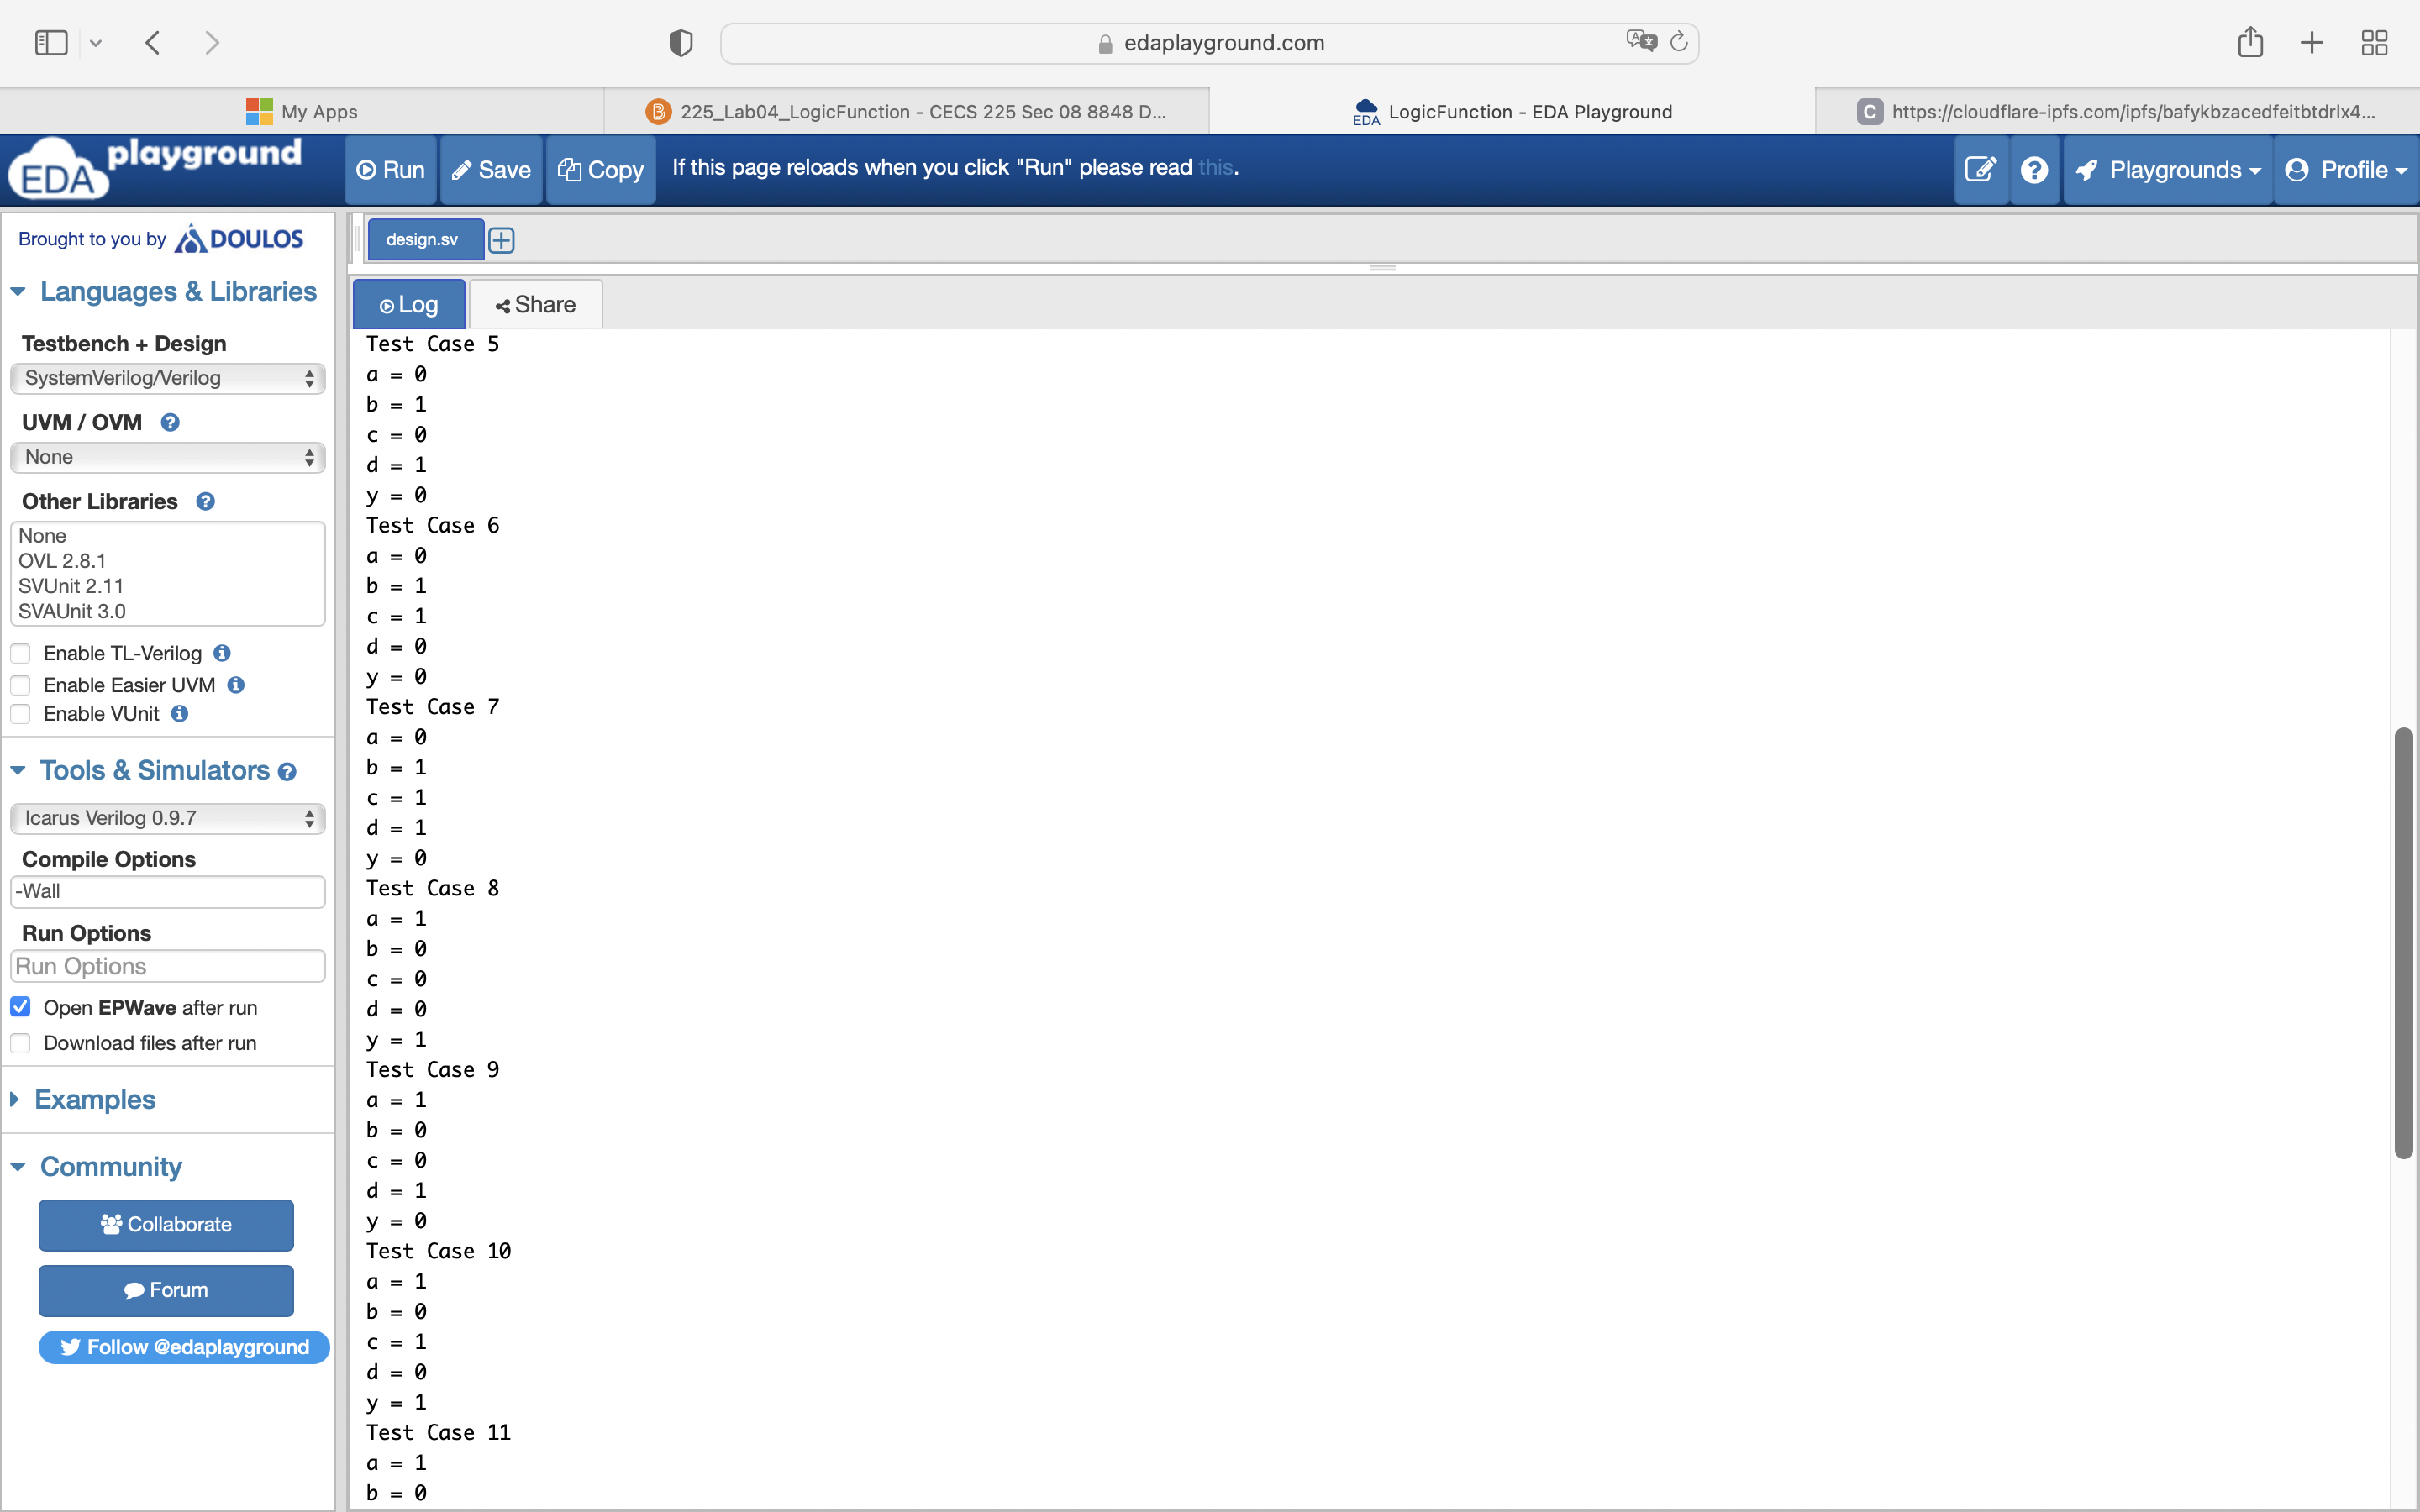 edaplayground.com
My Apps
225_Lab04_LogicFunction - CECS 225 Sec 08 8848 D...
EDA
LogicFunction - EDA Playground
C
https://cloudflare-ipfs.com/ipfs/bafykbzacedfeitbtdrlx4...
EDA playground
Run
Save
Copy
If this page reloads when you click "Run" please read this.
Playgrounds
Profile
Brought to you by DOULOS
Languages & Libraries
Testbench + Design
SystemVerilog/Verilog
UVM / OVM
None
Other Libraries
None
OVL 2.8.1
SVUnit 2.11
SVAUnit 3.0
Enable TL-Verilog
Enable Easier UVM
Enable VUnit
Tools & Simulators
Icarus Verilog 0.9.7
Compile Options
-Wall
Run Options
Run Options
Open EPWave after run
Download files after run
Examples
Community
Collaborate
Forum
Follow @edaplayground
design.sv
Log
Share
Test Case 5
a = 0
b = 1
c = 0
d = 1
y = 0
Test Case 6
a = 0
b = 1
c = 1
d = 0
y = 0
Test Case 7
a = 0
b = 1
c = 1
d = 1
y = 0
Test Case 8
a = 1
b = 0
c = 0
d = 0
y = 1
Test Case 9
a = 1
b = 0
c = 0
d = 1
y = 0
Test Case 10
a = 1
b = 0
c = 1
d = 0
y = 1
Test Case 11
a = 1
b = 0